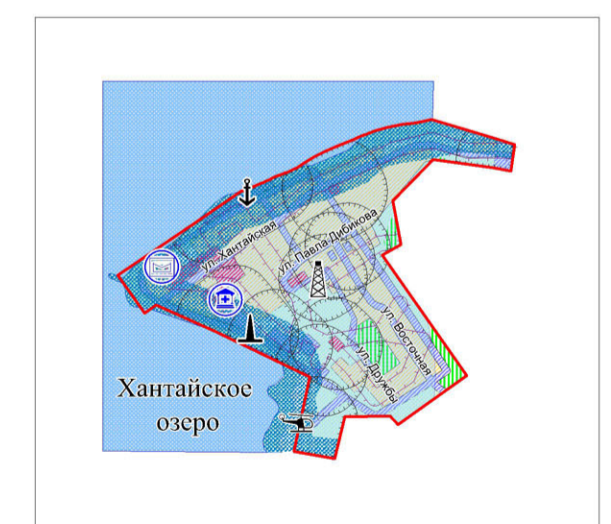 ул. Хантайская
ул. Павла Дибикова
ул. Восточная
ул. Дружбы
Хантайское
озеро